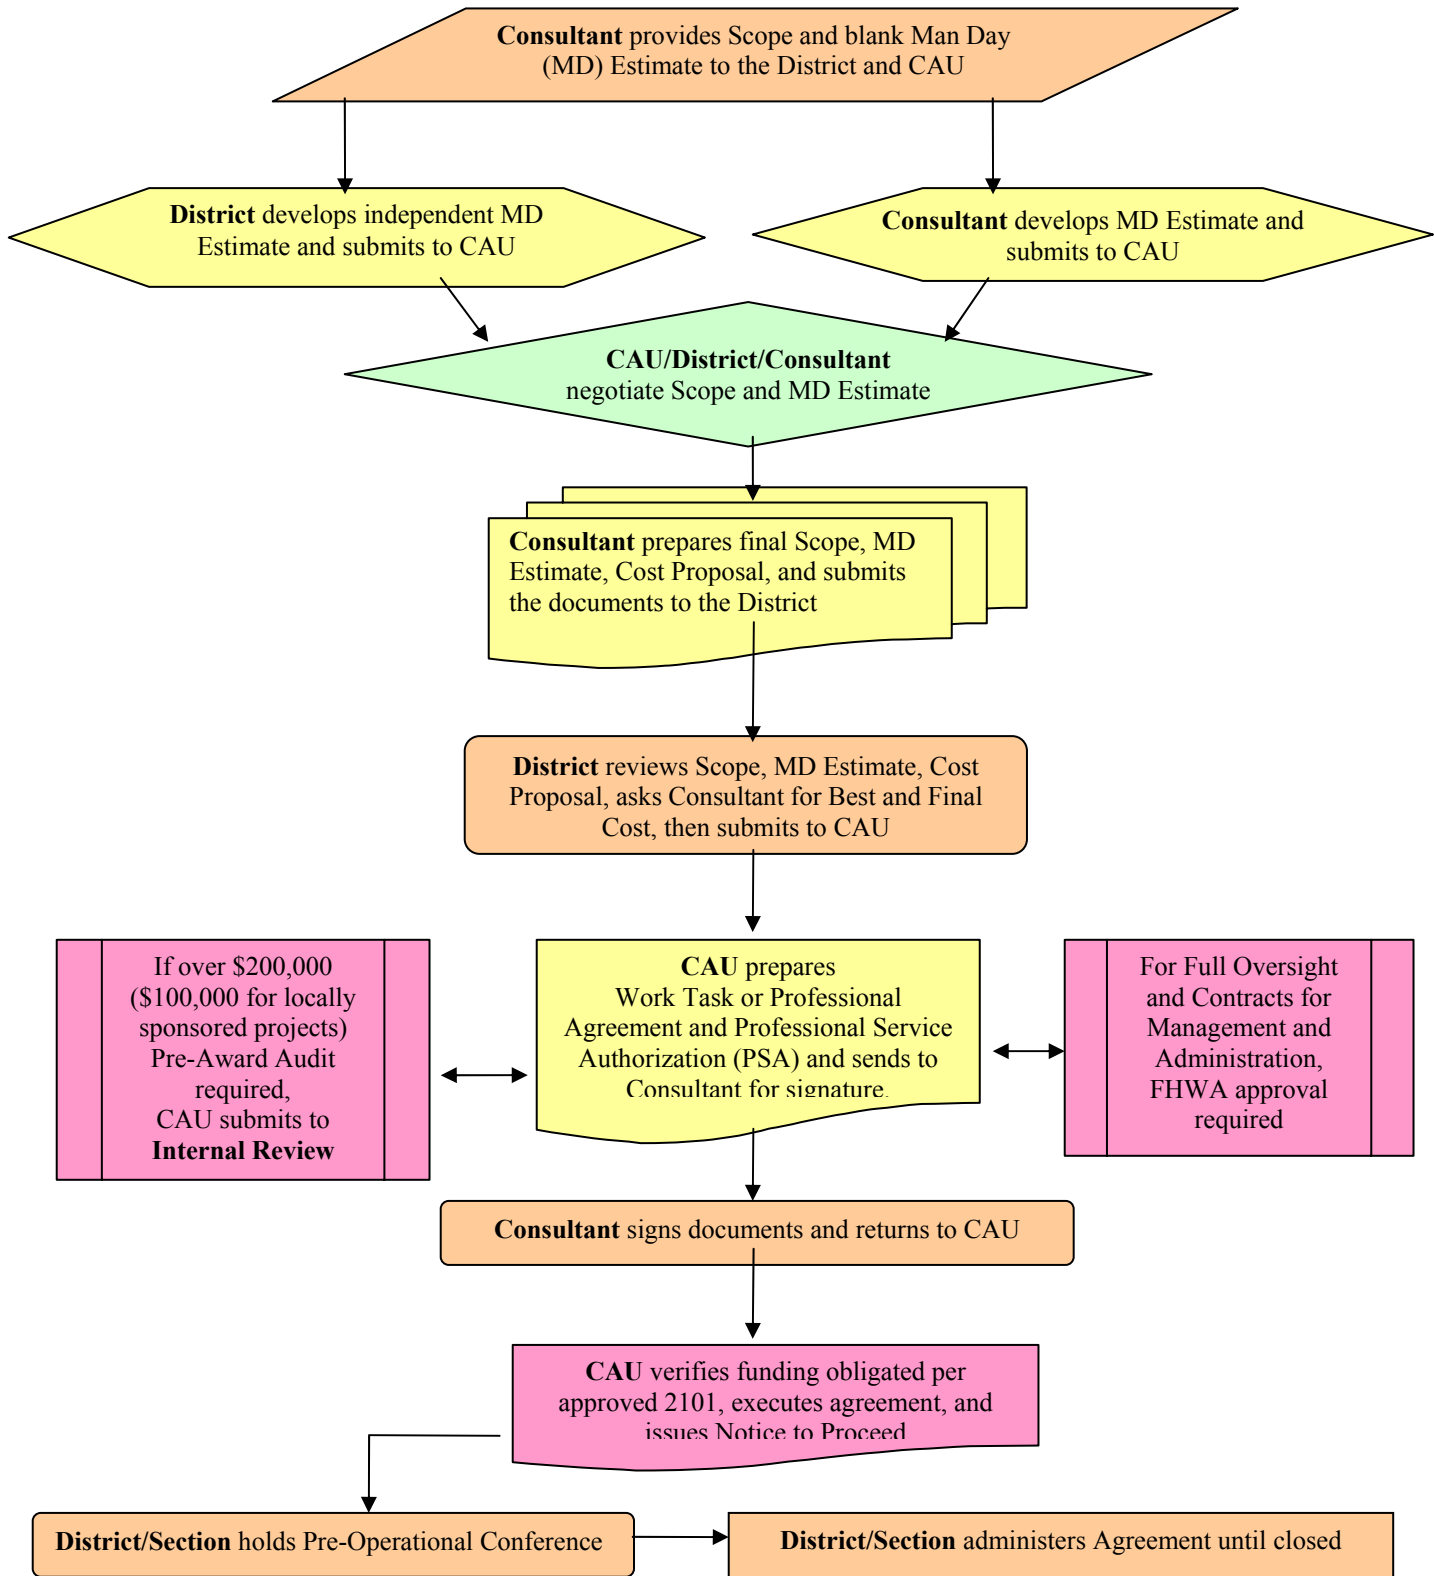 Consultant provides Scope and blank Man Day
(MD) Estimate to the District and CAU
District develops independent MD
Estimate and submits to CAU
Consultant develops MD Estimate and
submits to CAU
CAU/District/Consultant
negotiate Scope and MD Estimate
Consultant prepares final Scope, MD
Estimate, Cost Proposal, and submits
the documents to the District
District reviews Scope, MD Estimate, Cost
Proposal, asks Consultant for Best and Final
Cost, then submits to CAU
If over $200,000
($100,000 for locally
sponsored projects)
Pre-Award Audit
required,
CAU submits to
Internal Review
CAU prepares
Work Task or Professional
Agreement and Professional Service
Authorization (PSA) and sends to
Consultant for signature.
For Full Oversight
and Contracts for
Management and
Administration,
FHWA approval
required
Consultant signs documents and returns to CAU
CAU verifies funding obligated per
approved 2101, executes agreement, and
issues Notice to Proceed
District/Section holds Pre-Operational Conference
District/Section administers Agreement until closed